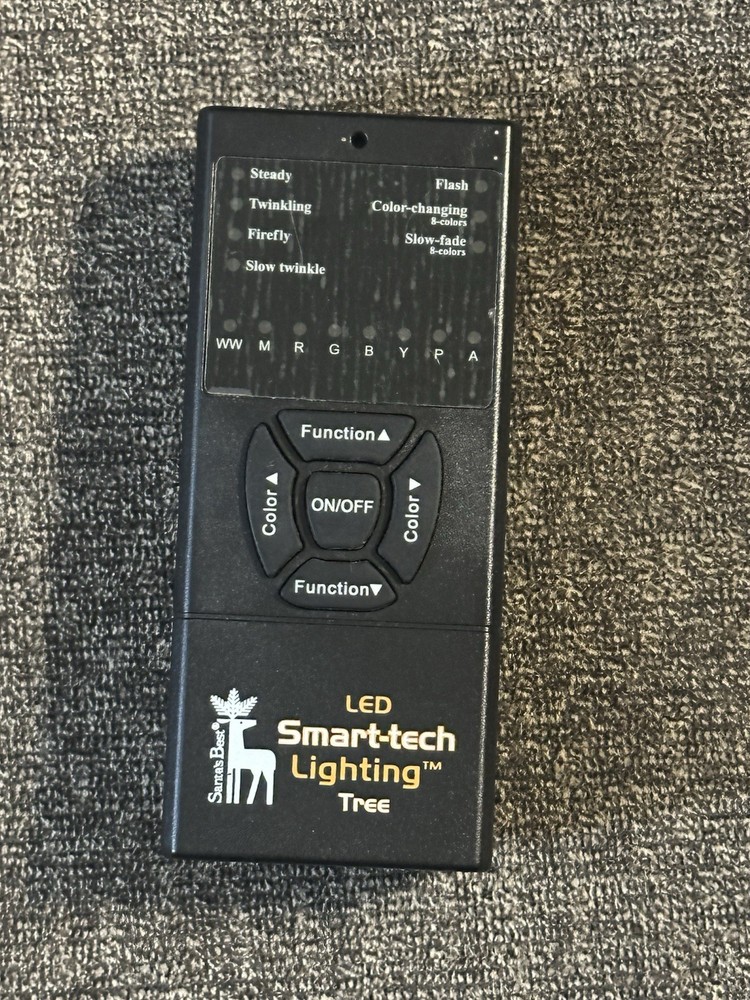 Steady
Flash
Twinkling
Color-changing
8-colors
Firefly
Slow-fade
8-colors
Slow twinkle
WW M R G B Y P A
Function▲
Color▲
ON/OFF
Color▼
Function▼
Santa's Best®
LED
Smart-tech
Lighting™
Tree